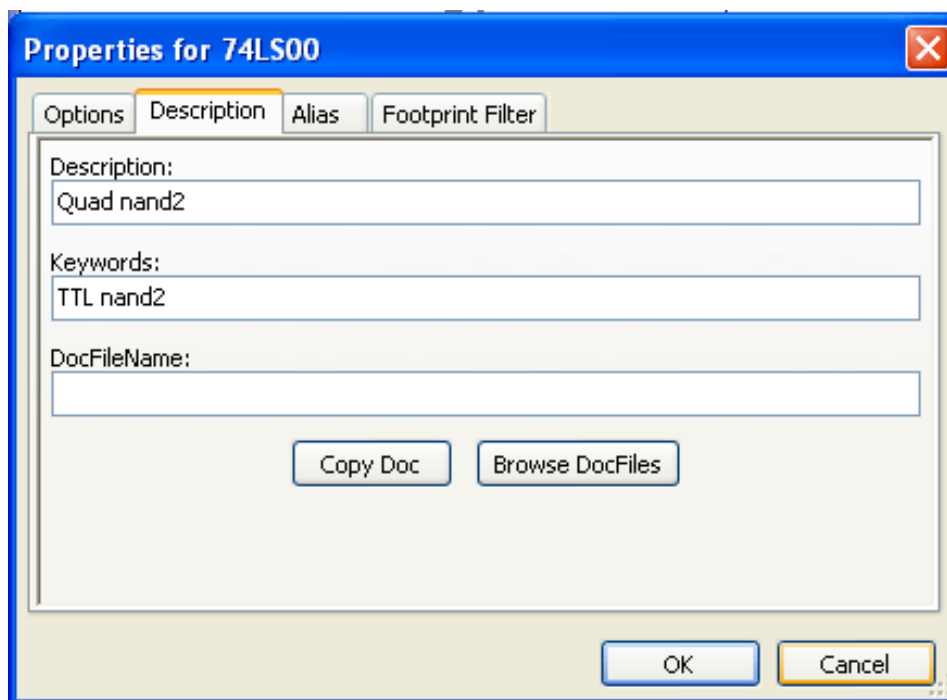 Properties for 74LS00
Options Description Alias Footprint Filter
Description:
Quad nand2
Keywords:
TTL nand2
DocFileName:
Copy Doc Browse DocFiles
OK Cancel